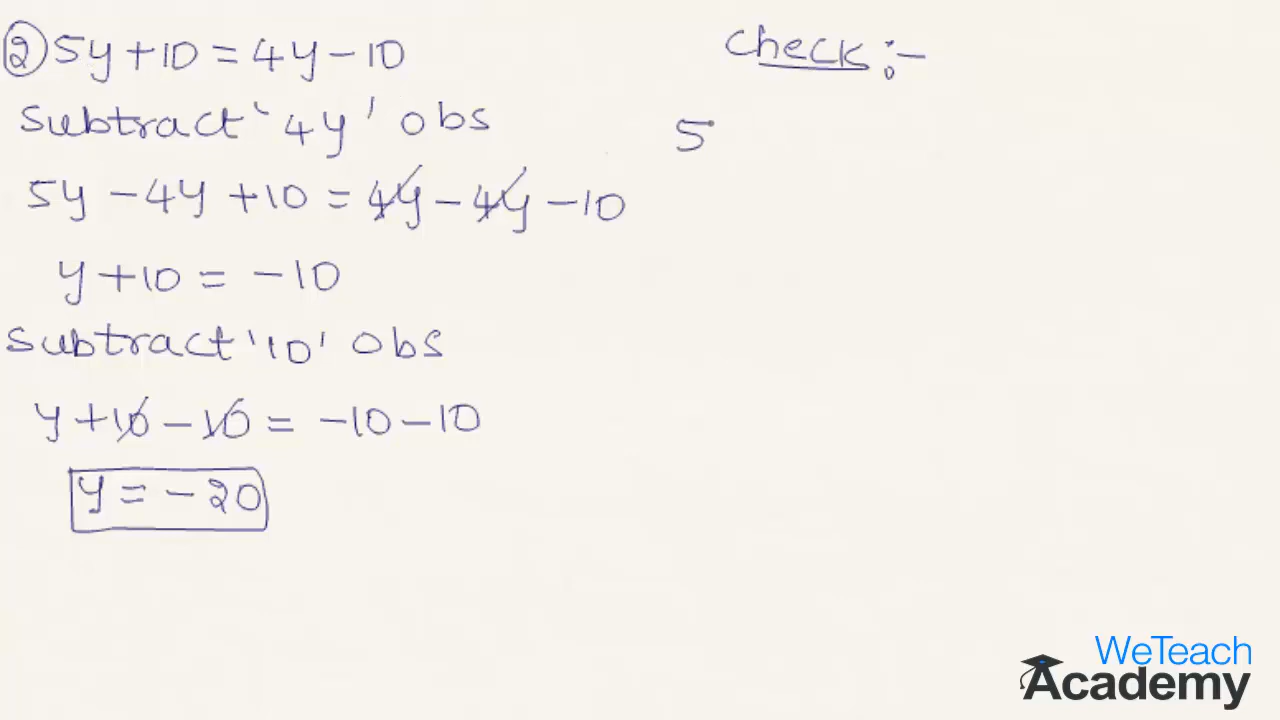 ② 5y + 10 = 4y - 10
Subtract '4y' obs
5y - 4y + 10 = 4y - 4y - 10
y + 10 = - 10
Subtract '10' obs
y + 10 - 10 = - 10 - 10
y = - 20
Check :-
5
WeTeach
Academy